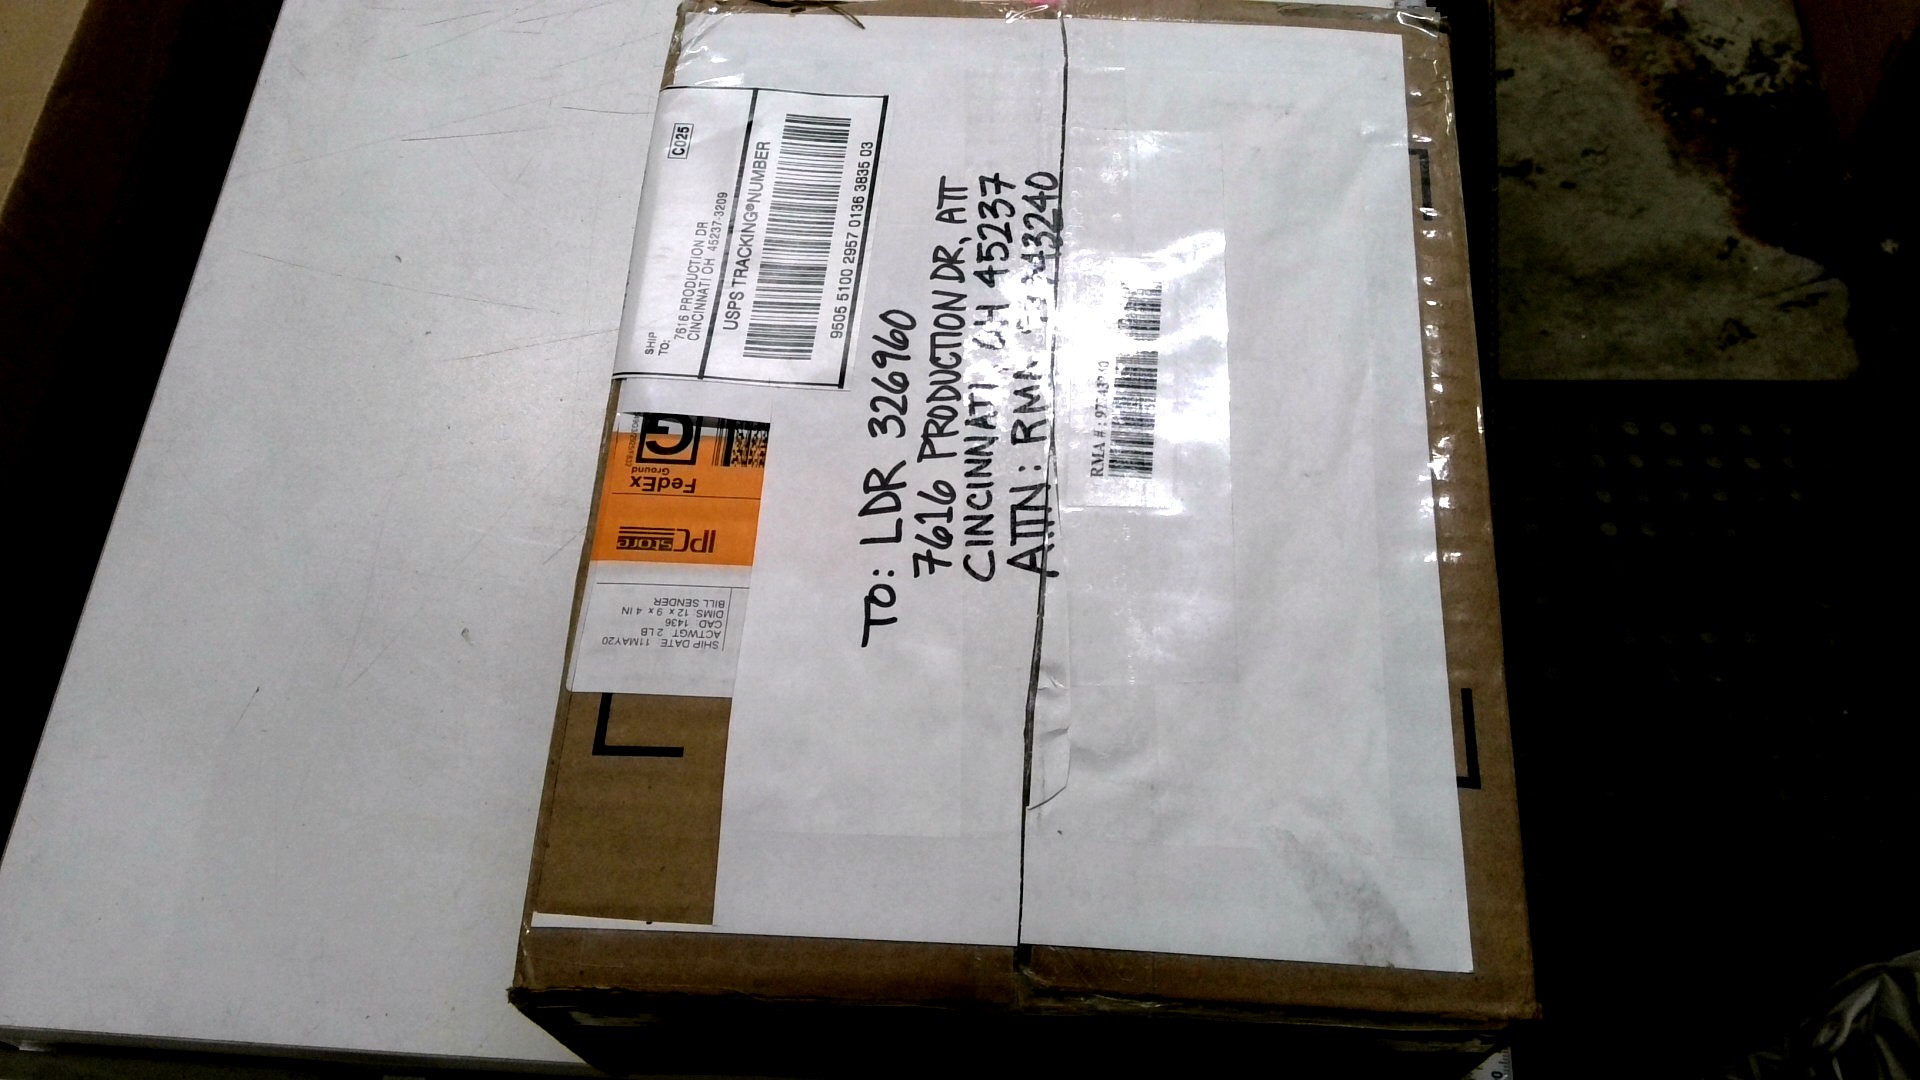 C025
SHIP
TO:
7616 PRODUCTION DR
CINCINNATI OH 45237-3209
USPS TRACKING® NUMBER
9505 5100 2957 0136 3835 03
TO: LDR 326960
7616 PRODUCTION DR, ATT
CINCINNATI OH 45237
ATTN: RMA 43240
RMA #:
FedEx
Ground
G
IPCstore
SHIP DATE: 11MAY20
ACTWGT: 2 LB
CAD: 1436
DIMS: 12 x 9 x 4 IN
BILL SENDER